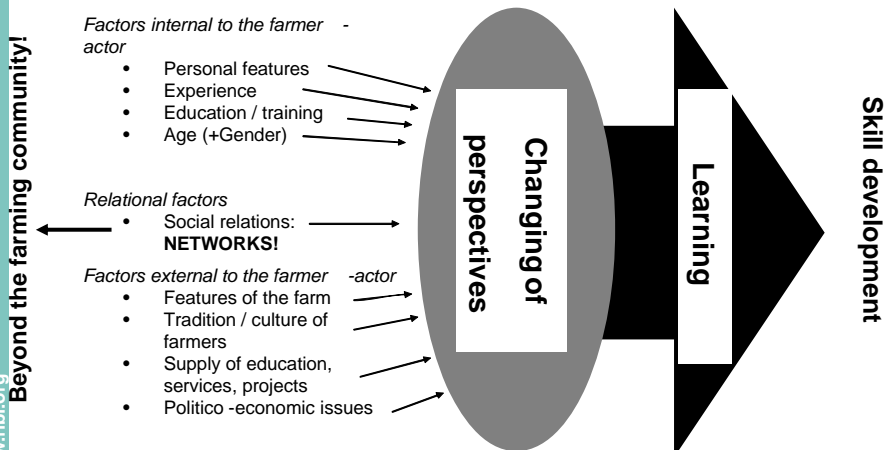 Factors internal to the farmer -
actor
• Personal features
• Experience
• Education / training
• Age (+Gender)
Relational factors
• Social relations:
NETWORKS!
Factors external to the farmer -actor
• Features of the farm
• Tradition / culture of
farmers
• Supply of education,
services, projects
• Politico -economic issues
Beyond the farming community!
Changing of
perspectives
Learning
Skill development